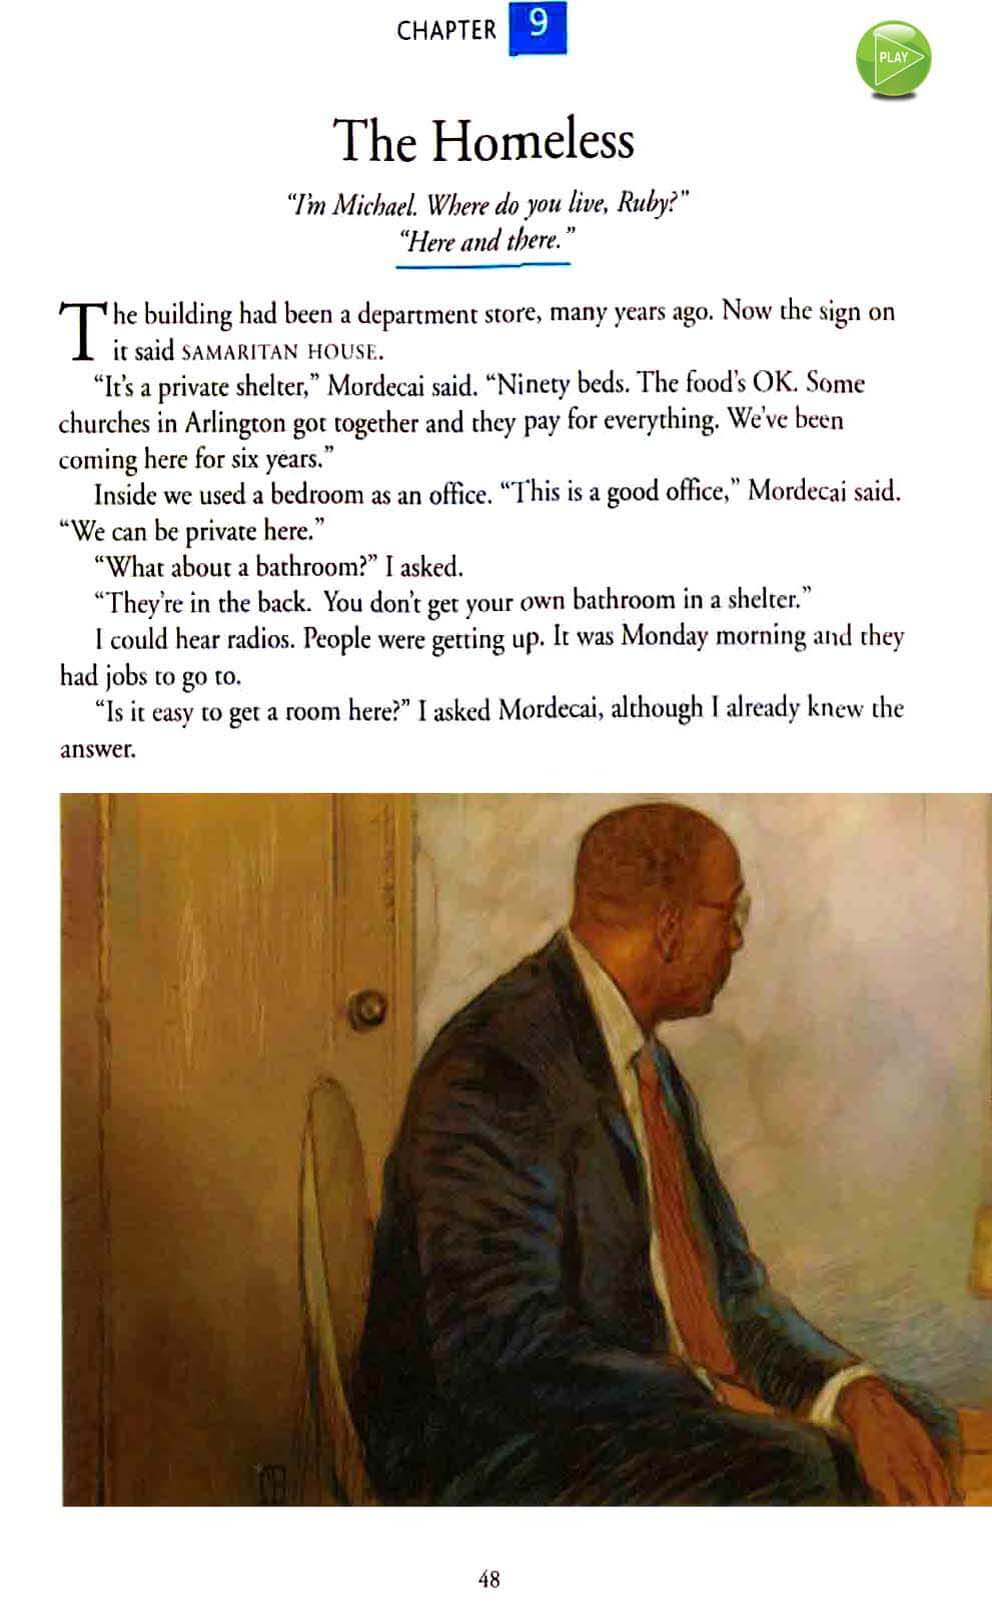 CHAPTER 9
PLAY
The Homeless
“I'm Michael. Where do you live, Ruby?”
“Here and there.”
The building had been a department store, many years ago. Now the sign on
it said SAMARITAN HOUSE.
“It's a private shelter,” Mordecai said. “Ninety beds. The food's OK. Some
churches in Arlington got together and they pay for everything. We've been
coming here for six years.”
Inside we used a bedroom as an office. “This is a good office,” Mordecai said.
“We can be private here.”
“What about a bathroom?” I asked.
“They're in the back. You don't get your own bathroom in a shelter.”
I could hear radios. People were getting up. It was Monday morning and they
had jobs to go to.
“Is it easy to get a room here?” I asked Mordecai, although I already knew the
answer.
48